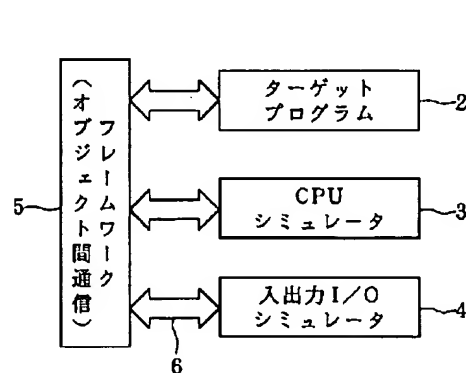 フレームワーク
(オブジェクト間通信)
5
ターゲット
プログラム
2
CPU
シミュレータ
3
入出力I/O
シミュレータ
4
6